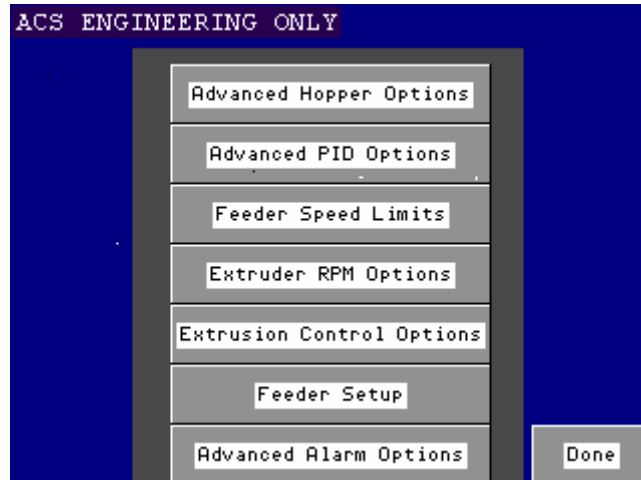 ACS ENGINEERING ONLY
Advanced Hopper Options
Advanced PID Options
Feeder Speed Limits
Extruder RPM Options
Extrusion Control Options
Feeder Setup
Advanced Alarm Options
Done